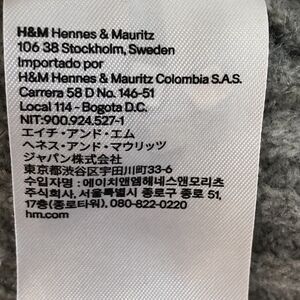 H&M Hennes & Mauritz
106 38 Stockholm, Sweden
Importado por
H&M Hennes & Mauritz Colombia S.A.S.
Carrera 58 D No. 146-51
Local 114 - Bogota D.C.
NIT:900.924.527-1
エイチ・アンド・エム
ヘネス・アンド・マウリッツ
ジャパン株式会社
東京都渋谷区宇田川町33-6
수입자명 : 에이치앤엠헤네스앤모리츠
주식회사, 서울시 종로구 종로 51,
17층(종로타워), 080-822-0220
hm.com